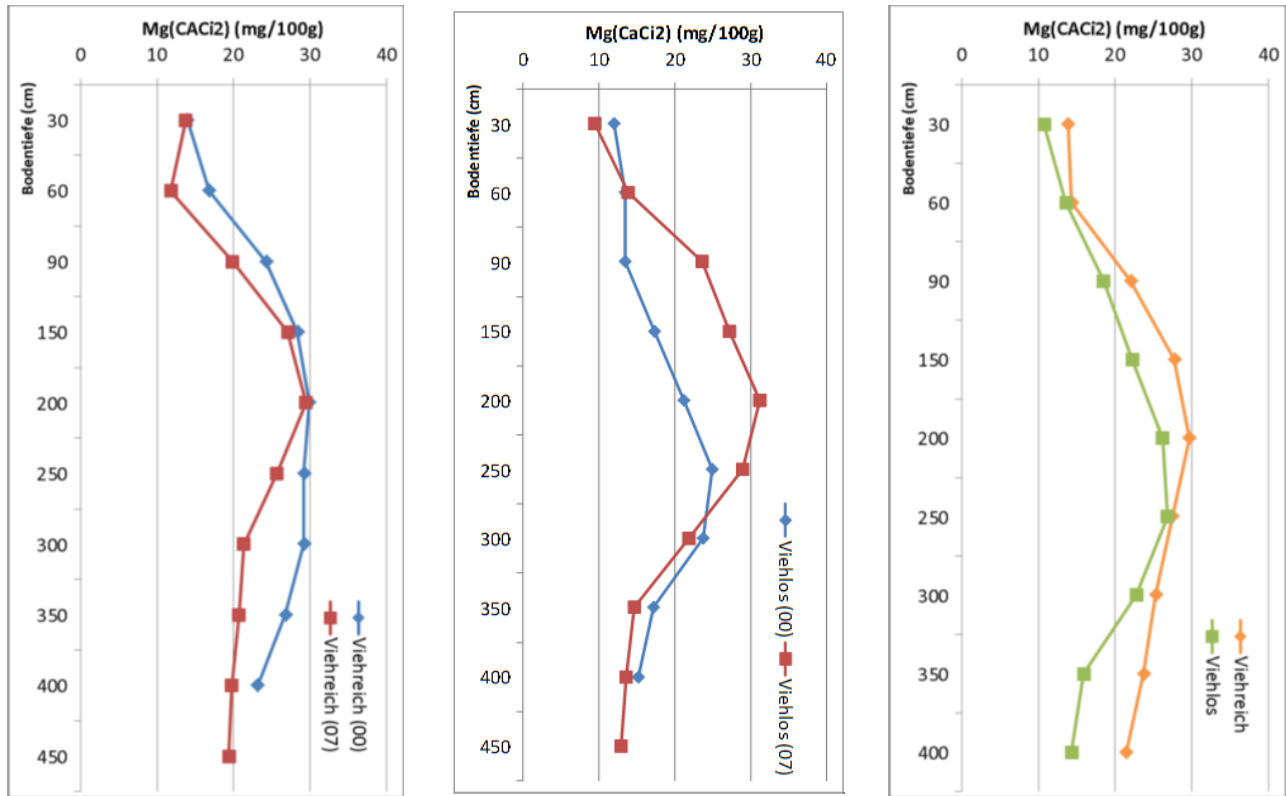 Mg(CACi2) (mg/100g)
0 10 20 30 40
Bodentiefe (cm)
30
60
90
150
200
250
300
350
400
450
Viehreich (00)
Viehreich (07)
Mg(CaCi2) (mg/100g)
0 10 20 30 40
Bodentiefe (cm)
30
60
90
150
200
250
300
350
400
450
Viehlos (00) Viehlos (07)
Mg(CACi2) (mg/100g)
0 10 20 30 40
Bodentiefe (cm)
30
60
90
150
200
250
300
350
400
Viehreich
Viehlos